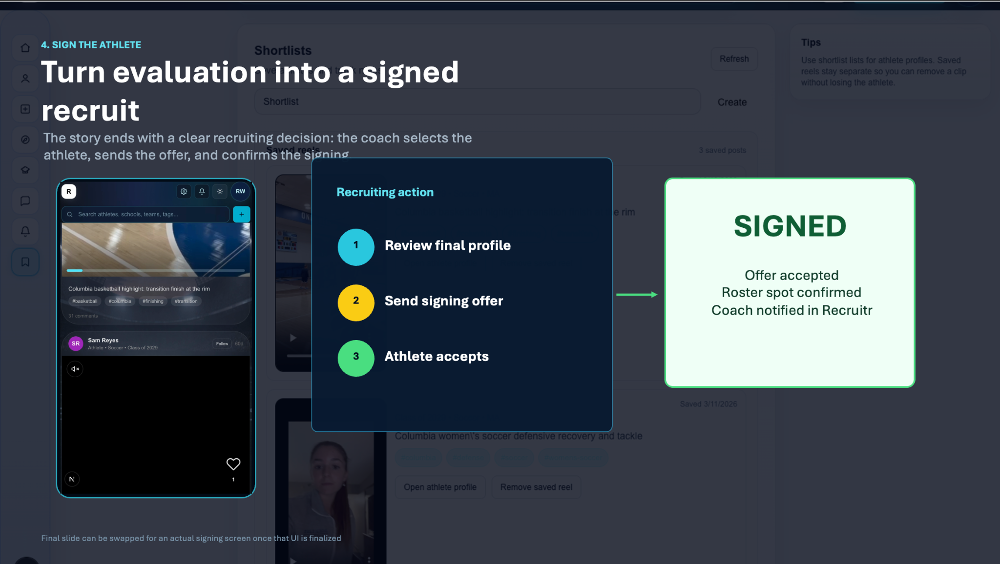 4. SIGN THE ATHLETE
Turn evaluation into a signed
recruit
The story ends with a clear recruiting decision: the coach selects the
athlete, sends the offer, and confirms the signing.
Shortlists
Refresh
Shortlist
Create
Saved reels
3 saved posts
Tips
Use shortlist lists for athlete profiles. Saved
reels stay separate so you can remove a clip
without losing the athlete.
R
RW
Search athletes, schools, teams, tags...
+
Columbia basketball highlight: transition finish at the rim
#basketball #columbia #finishing #transition
31 comments
SR
Sam Reyes
Athlete • Soccer • Class of 2029
Follow
60d
N
1
Recruiting action
1 Review final profile
2 Send signing offer
3 Athlete accepts
e rim
SIGNED
Offer accepted
Roster spot confirmed
Coach notified in Recruitr
Saved 3/11/2026
Columbia women\'s soccer defensive recovery and tackle
Open athlete profile
Remove saved reel
Final slide can be swapped for an actual signing screen once that UI is finalized